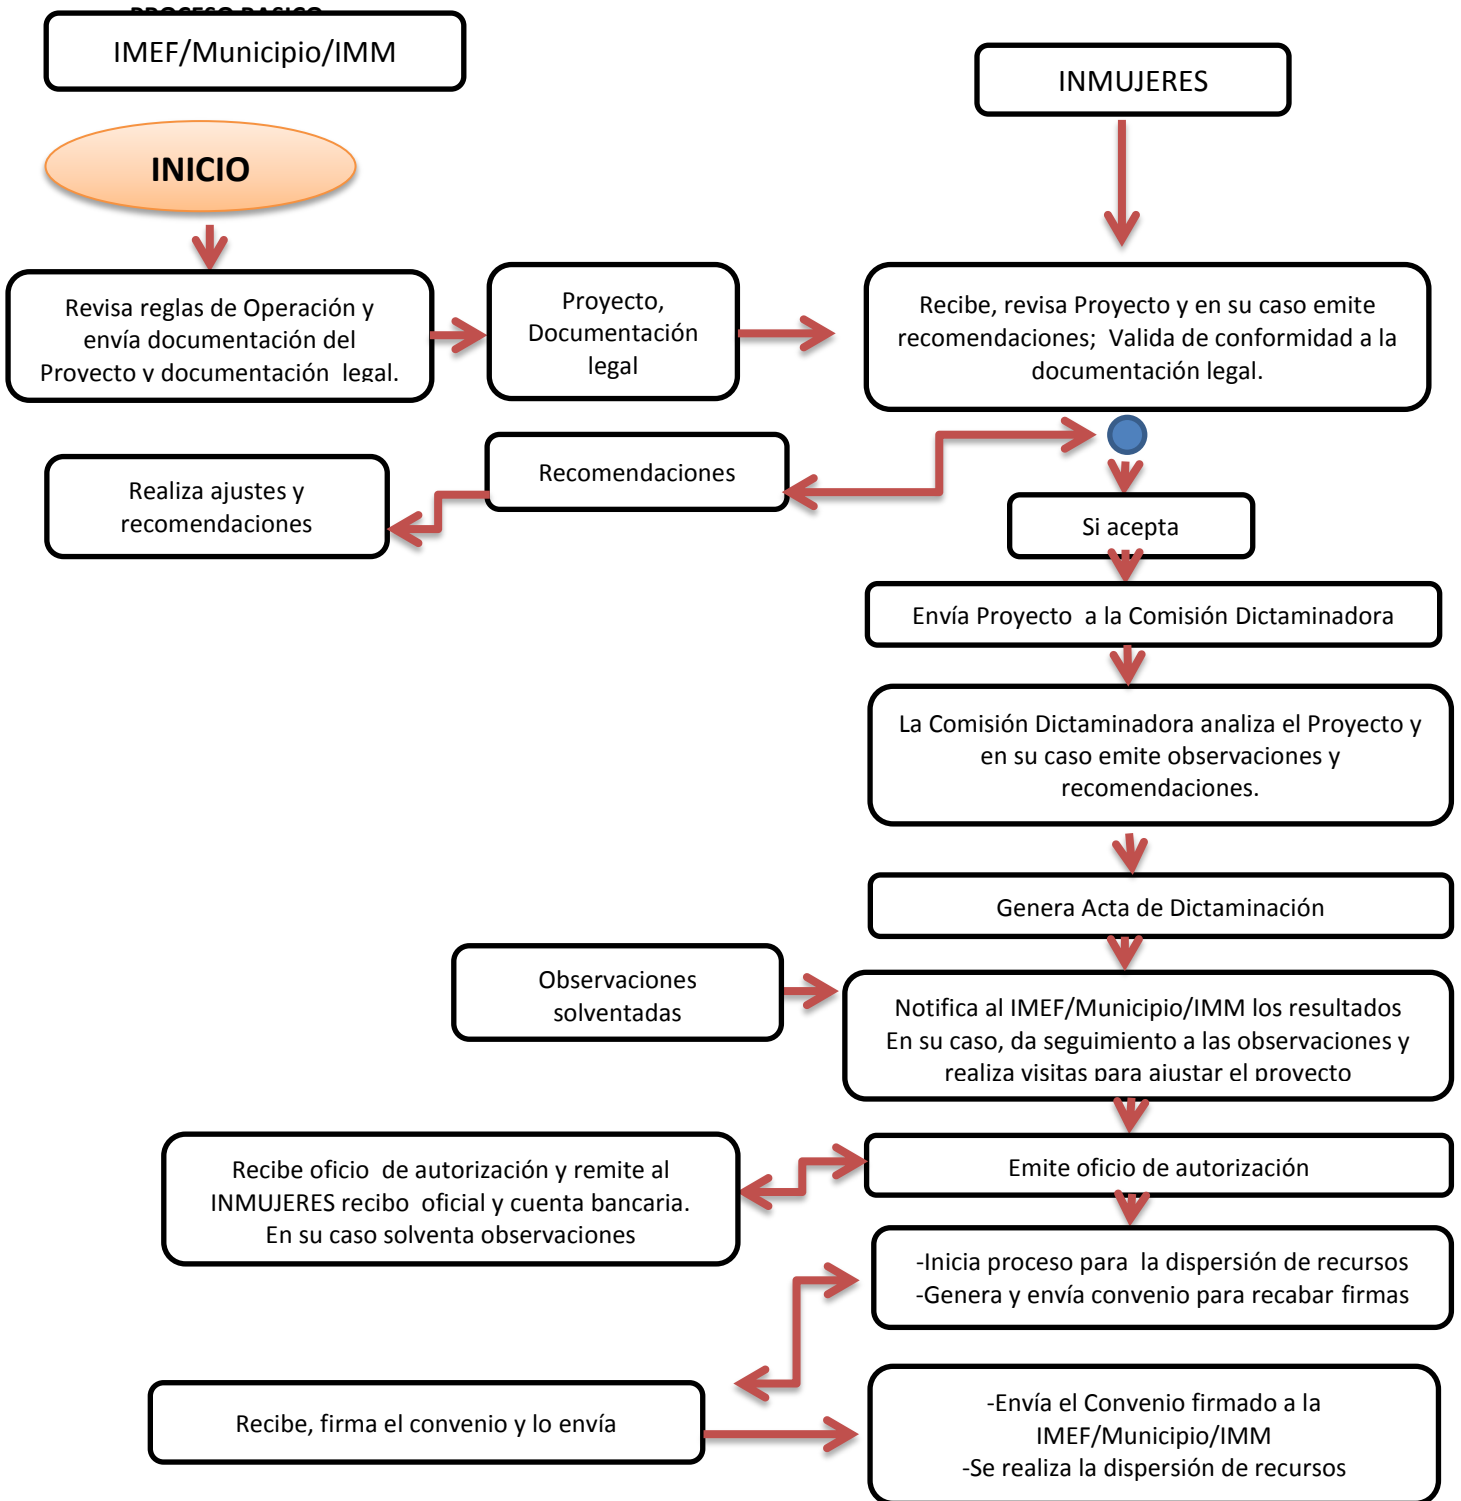 PROCESO BASICO
IMEF/Municipio/IMM
INMUJERES
INICIO
Revisa reglas de Operación y
envía documentación del
Proyecto y documentación legal.
Proyecto,
Documentación
legal
Recibe, revisa Proyecto y en su caso emite
recomendaciones; Valida de conformidad a la
documentación legal.
Recomendaciones
Realiza ajustes y
recomendaciones
Si acepta
Envía Proyecto a la Comisión Dictaminadora
La Comisión Dictaminadora analiza el Proyecto y
en su caso emite observaciones y
recomendaciones.
Genera Acta de Dictaminación
Observaciones
solventadas
Notifica al IMEF/Municipio/IMM los resultados
En su caso, da seguimiento a las observaciones y
realiza visitas para ajustar el proyecto
Recibe oficio de autorización y remite al
INMUJERES recibo oficial y cuenta bancaria.
En su caso solventa observaciones
Emite oficio de autorización
-Inicia proceso para la dispersión de recursos
-Genera y envía convenio para recabar firmas
Recibe, firma el convenio y lo envía
-Envía el Convenio firmado a la
IMEF/Municipio/IMM
-Se realiza la dispersión de recursos